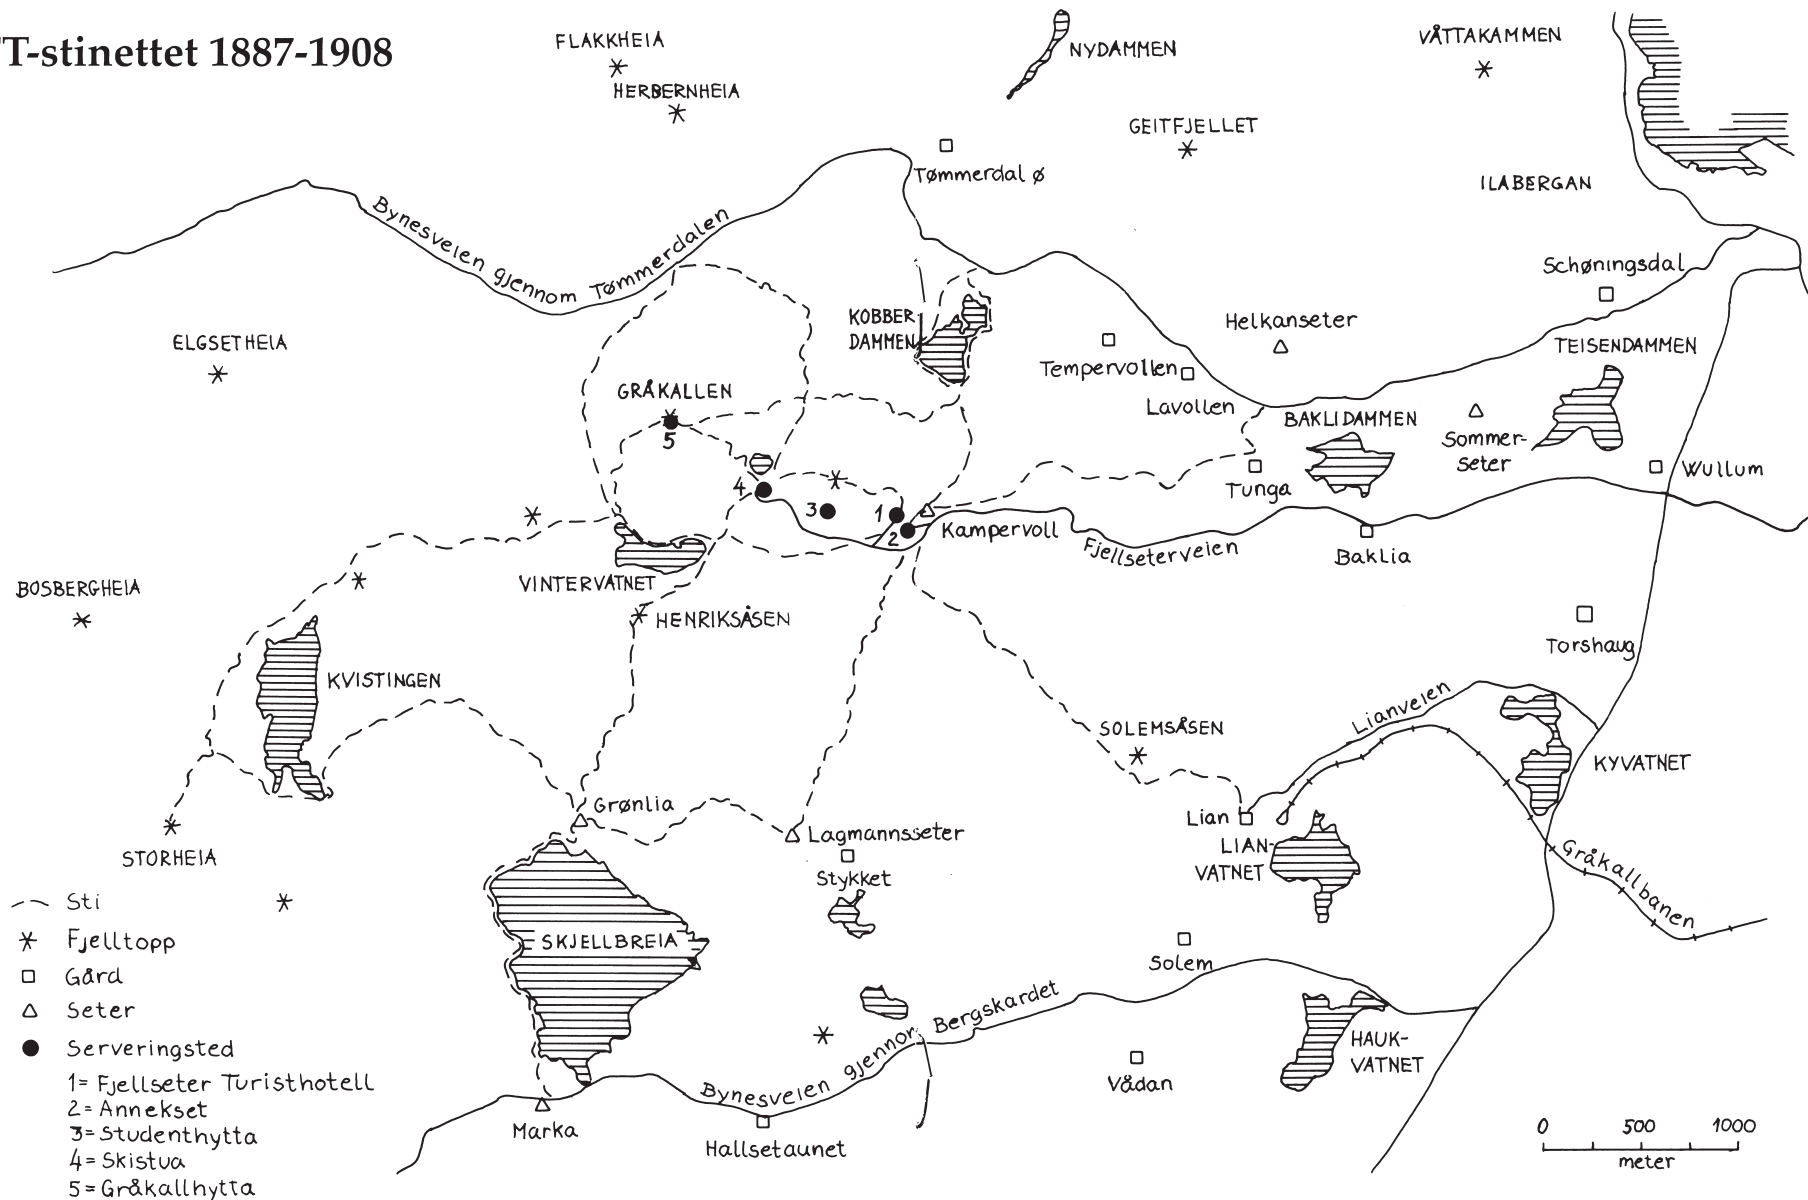 T-stinettet 1887-1908
FLAKKHEIA
HERBERNHEIA
NYDAMMEN
VÅTTAKAMMEN
GEITFJELLET
Tømmerdal ø
ILABERGAN
Bynesveien gjennom Tømmerdalen
Schøningsdal
KOBBER
DAMMEN
Helkanseter
ELGSETHEIA
TEISENDAMMEN
Tempervollen
GRÅKALLEN
Lavollen
BAKLIDAMMEN
5
Sommer-
seter
Wullum
4
Tunga
3
1
2
Kampervoll
Fjellseterveien
Baklia
VINTERVATNET
BOSBERGHEIA
HENRIKSÅSEN
Torshaug
KVISTINGEN
Lianveien
SOLEMSÅSEN
KYVATNET
Grønlia
Lian
LIAN-
VATNET
Lagmannsseter
STORHEIA
Stykket
Gråkallbanen
Sti
Fjelltopp
SKJELLBREIA
Gård
Solem
Seter
Bynesveien gjennom Bergskardet
Serveringsted
HAUK-
VATNET
1= Fjellseter Turisthotell
2= Annekset
3= Studenthytta
4= Skistua
5= Gråkallhytta
Vådan
Marka
Hallsetaunet
0 500 1000
meter